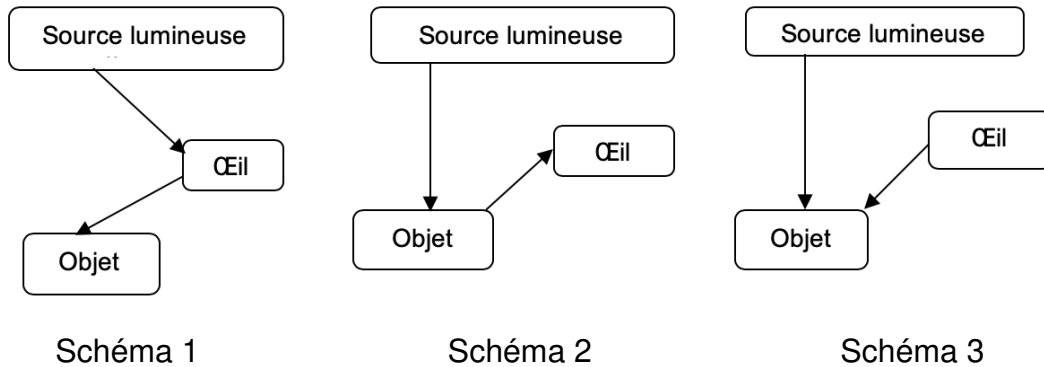 Source lumineuse
Œil
Objet
Schéma 1
Source lumineuse
Œil
Objet
Schéma 2
Source lumineuse
Œil
Objet
Schéma 3